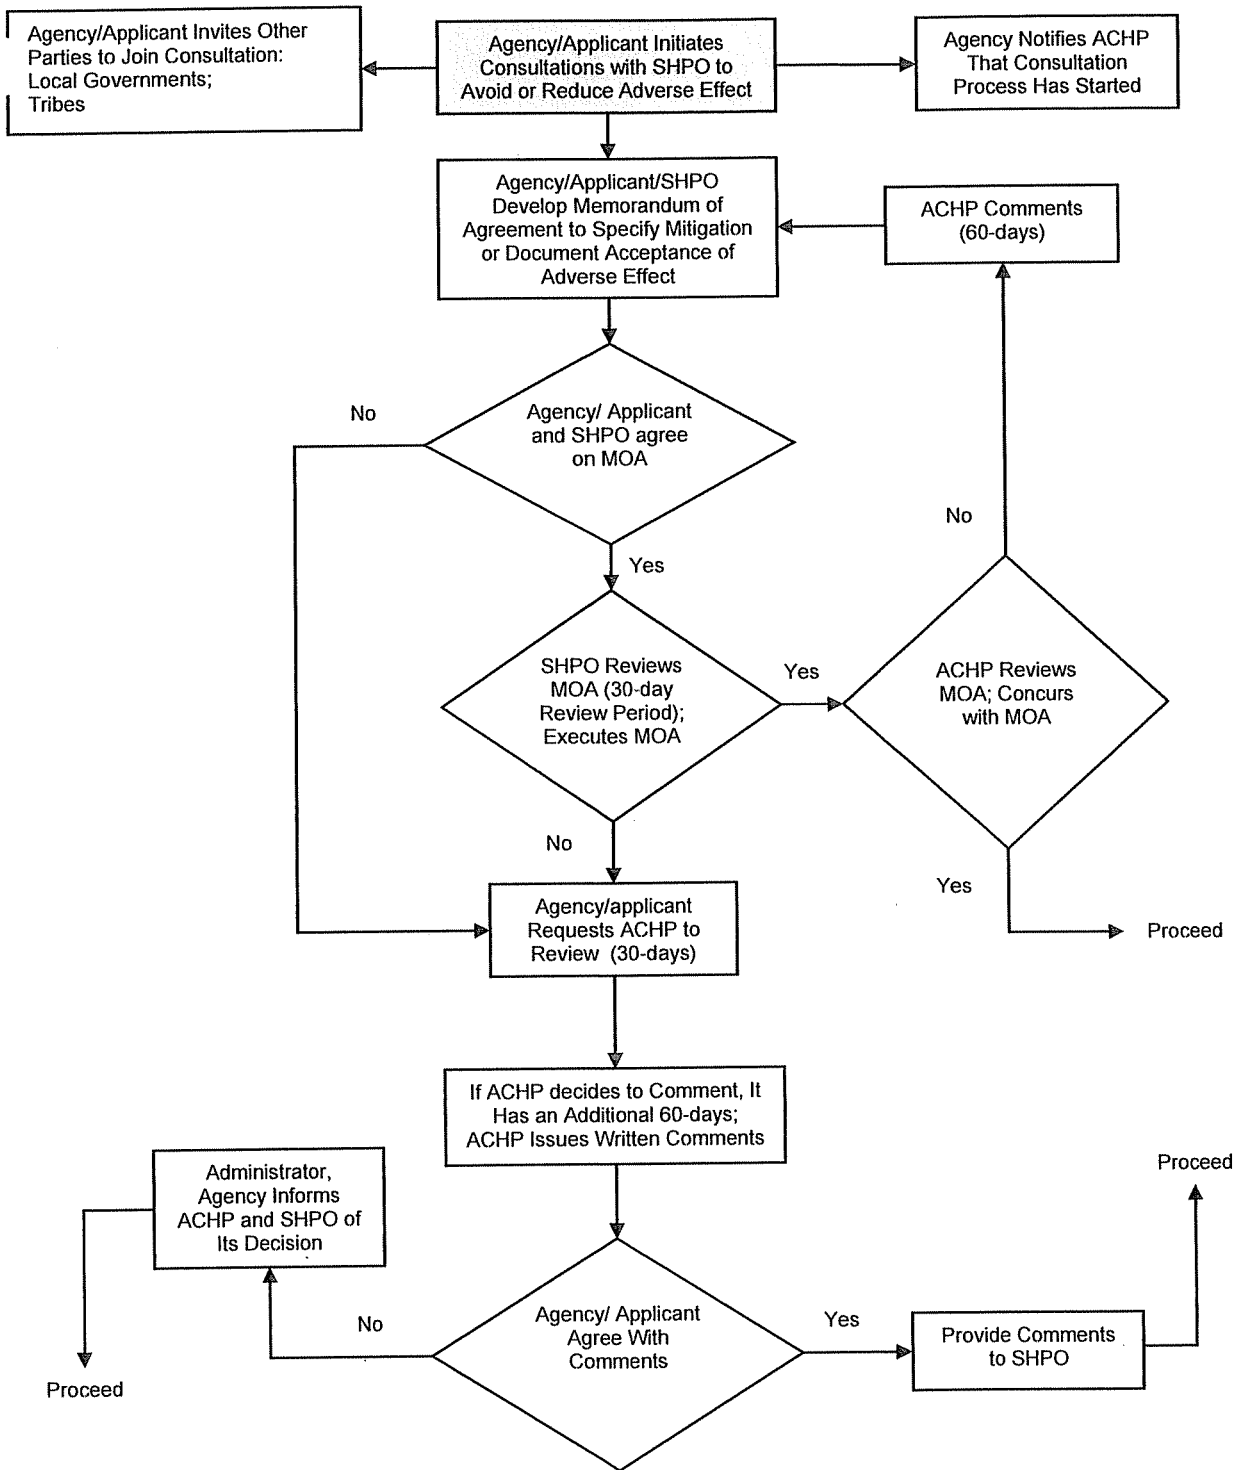 Agency/Applicant Invites Other
Parties to Join Consultation:
Local Governments;
Tribes
Agency/Applicant Initiates
Consultations with SHPO to
Avoid or Reduce Adverse Effect
Agency Notifies ACHP
That Consultation
Process Has Started
Agency/Applicant/SHPO
Develop Memorandum of
Agreement to Specify Mitigation
or Document Acceptance of
Adverse Effect
ACHP Comments
(60-days)
No
Agency/ Applicant
and SHPO agree
on MOA
No
Yes
SHPO Reviews
MOA (30-day
Review Period);
Executes MOA
Yes
ACHP Reviews
MOA; Concurs
with MOA
No
Yes
Agency/applicant
Requests ACHP to
Review (30-days)
Proceed
If ACHP decides to Comment, It
Has an Additional 60-days;
ACHP Issues Written Comments
Administrator,
Agency Informs
ACHP and SHPO of
Its Decision
Proceed
No
Agency/ Applicant
Agree With
Comments
Yes
Provide Comments
to SHPO
Proceed